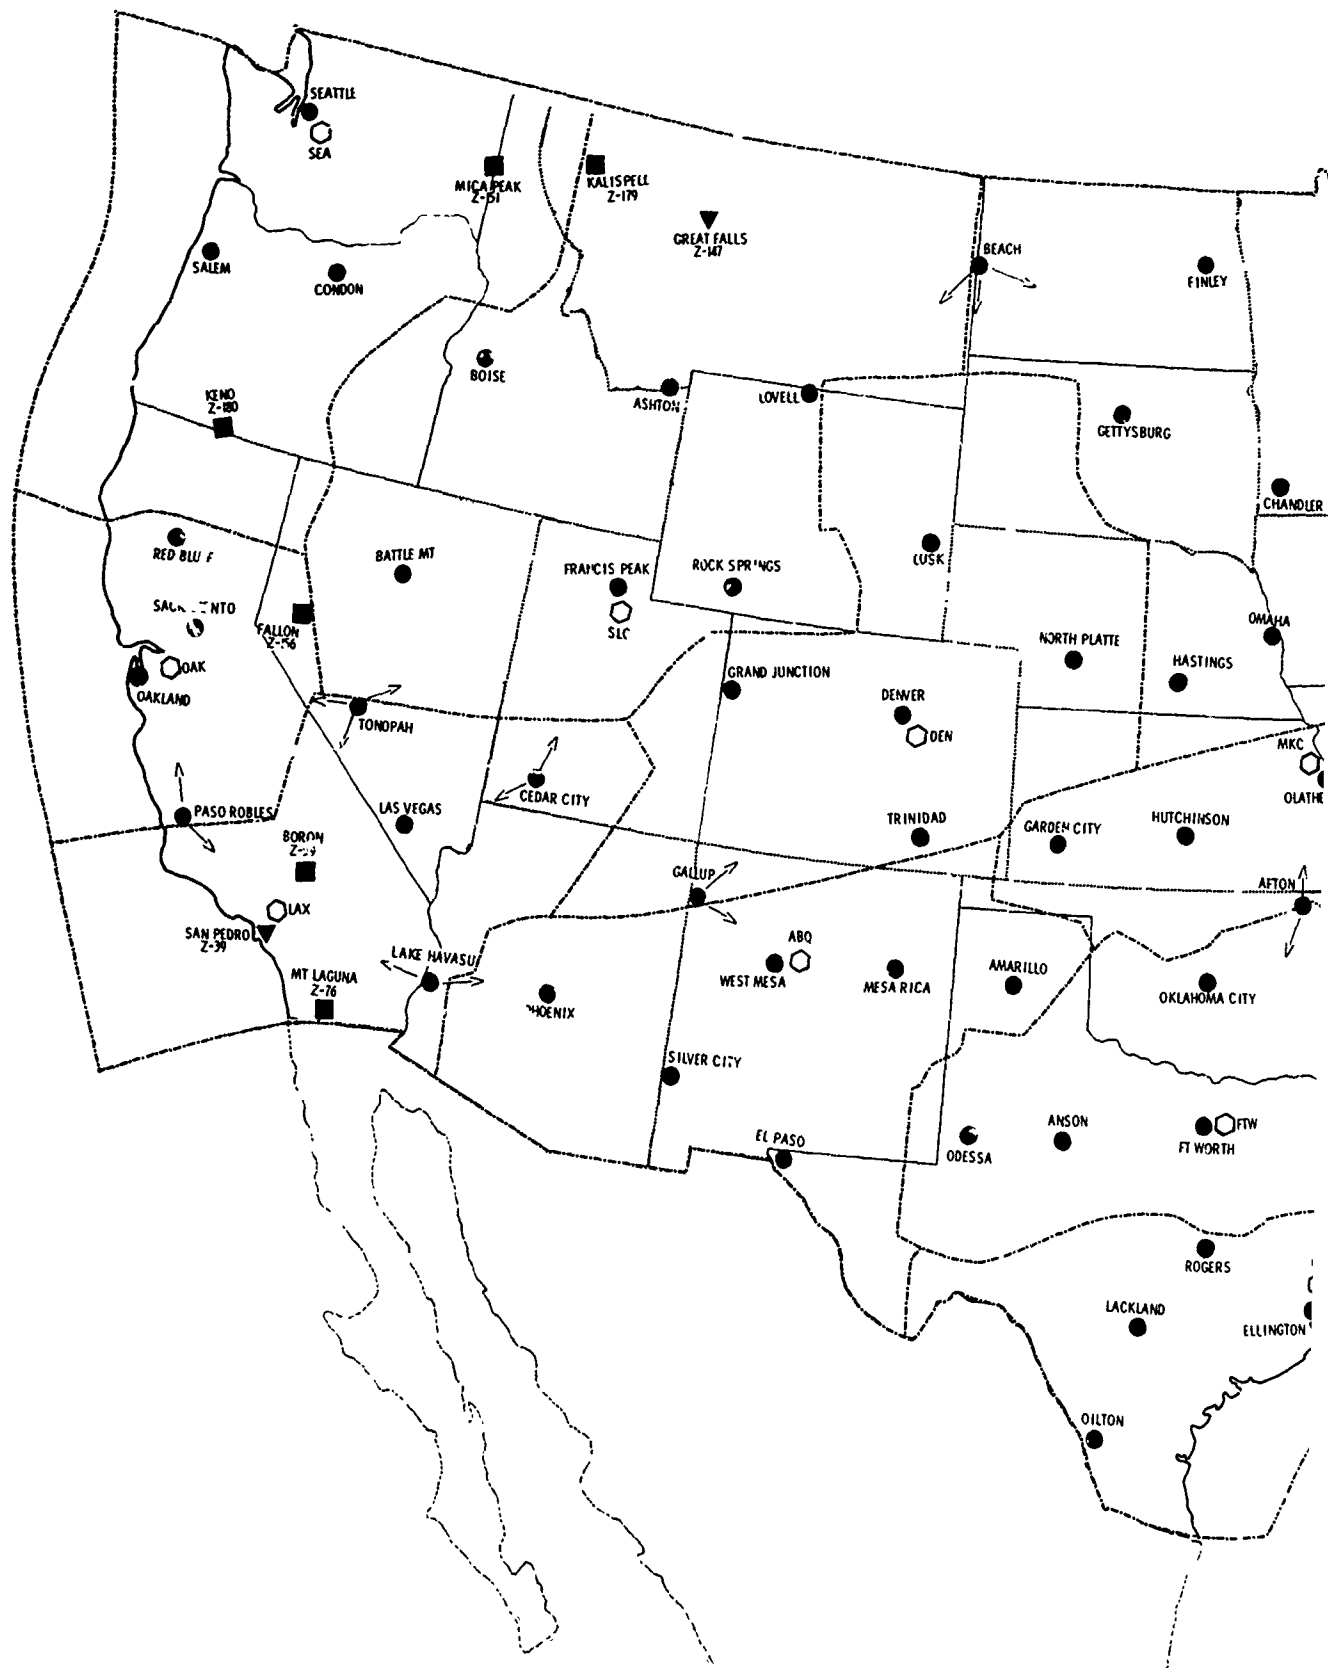 SEATTLE
SEA
MICA PEAK
KALISPELL
Z-179
GREAT FALLS
Z-147
BEACH
FINLEY
SALEM
CONDON
BOISE
ASHTON
LOVELL
GETTYSBURG
KENO
Z-180
CHANDLER
RED BLUFF
BATTLE MT
FRANCIS PEAK
SLC
ROCK SPRINGS
LUSK
OMAHA
FALLON
OAK
OAKLAND
NORTH PLATTE
HASTINGS
GRAND JUNCTION
DENVER
DEN
TONOPAH
MKC
CEDAR CITY
PASO ROBLES
LAS VEGAS
TRINIDAD
GARDEN CITY
HUTCHINSON
BORON
GALLUP
AFTON
LAX
SAN PEDRO
Z-39
LAKE HAVASU
ABQ
WEST MESA
MESA RICA
AMARILLO
OKLAHOMA CITY
MT LAGUNA
Z-76
SILVER CITY
EL PASO
ODESSA
ANSON
FTW
FT WORTH
ROGERS
LACKLAND
ELLINGTON
OILTON